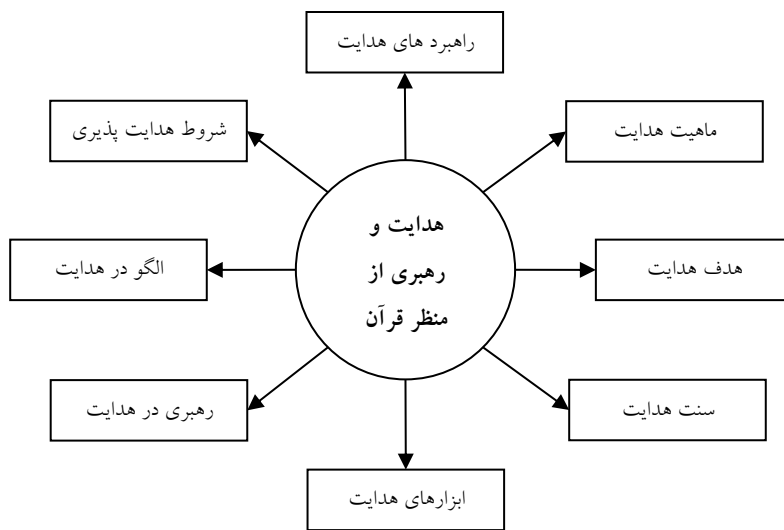 راهبرد های هدایت
ماهیت هدایت
شروط هدایت پذیری
هدایت و
رهبری از
منظر قرآن
هدف هدایت
الگو در هدایت
سنت هدایت
رهبری در هدایت
ابزارهای هدایت